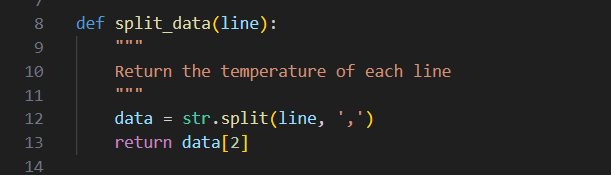 8 def split_data(line):
9 """
10 Return the temperature of each line
11 """
12 data = str.split(line, ',')
13 return data[2]
14